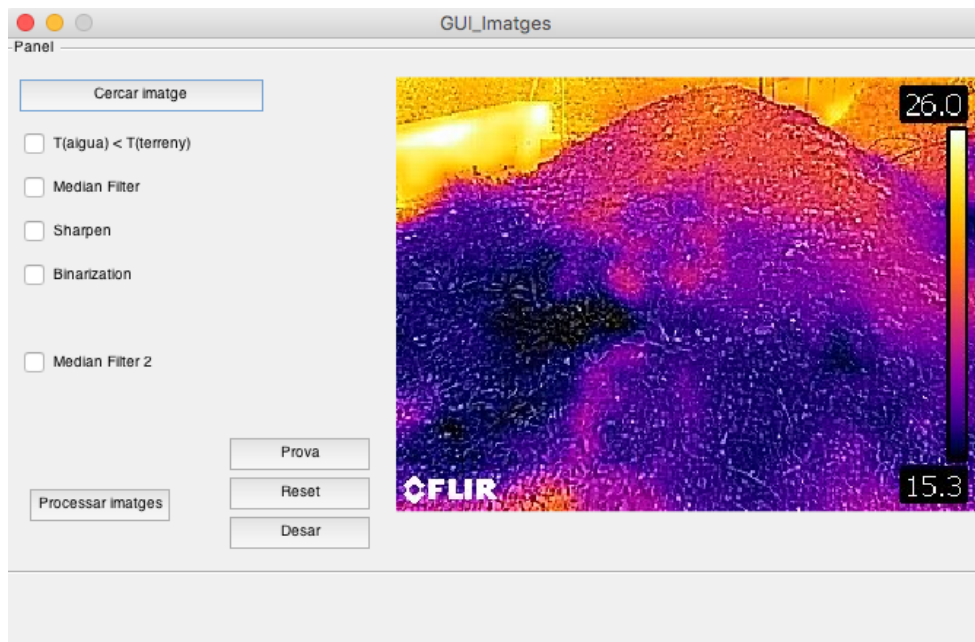 GUI_Imatges
Panel
Cercar imatge
T(aigua) < T(terreny)
Median Filter
Sharpen
Binarization
Median Filter 2
Prova
Processar imatges
Reset
Desar
26.0
FLIR
15.3